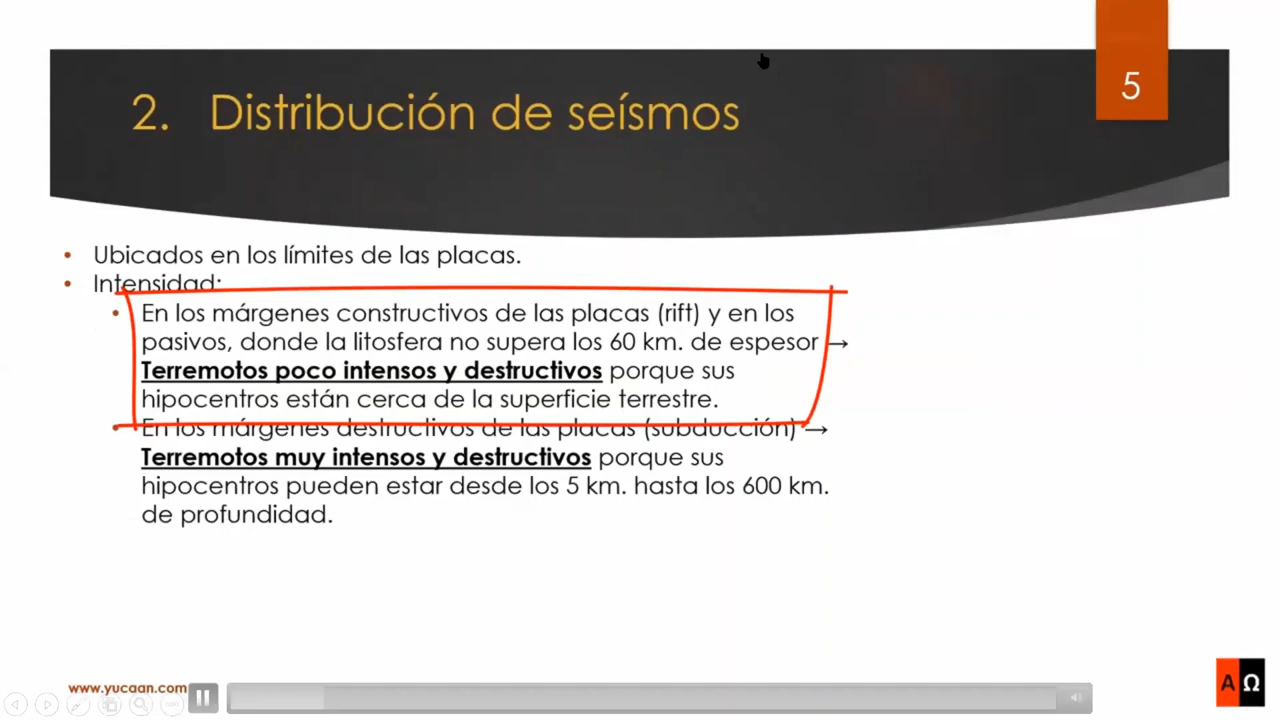 5
2. Distribución de seísmos
• Ubicados en los límites de las placas.
• Intensidad:
• En los márgenes constructivos de las placas (rift) y en los
pasivos, donde la litosfera no supera los 60 km. de espesor →
Terremotos poco intensos y destructivos porque sus
hipocentros están cerca de la superficie terrestre.
• En los márgenes destructivos de las placas (subducción) →
Terremotos muy intensos y destructivos porque sus
hipocentros pueden estar desde los 5 km. hasta los 600 km.
de profundidad.
www.yucaan.com
ΑΩ